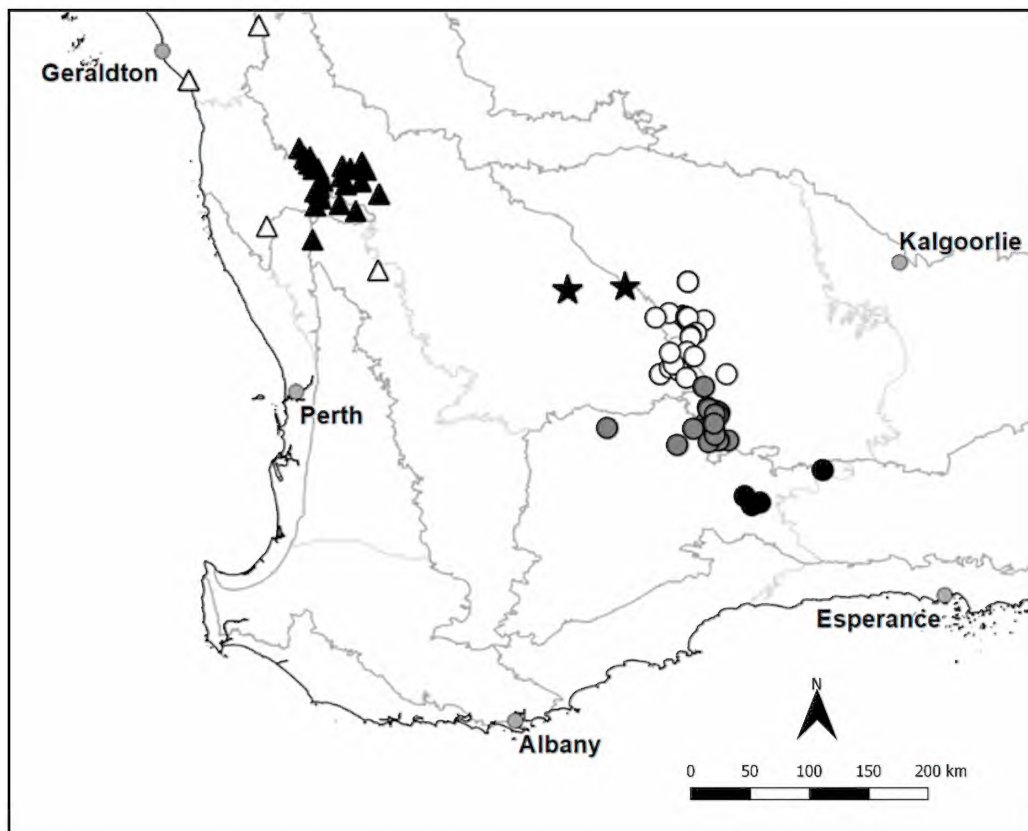 Geraldton
Kalgoorlie
Perth
Esperance
Albany
N
0 50 100 150 200 km